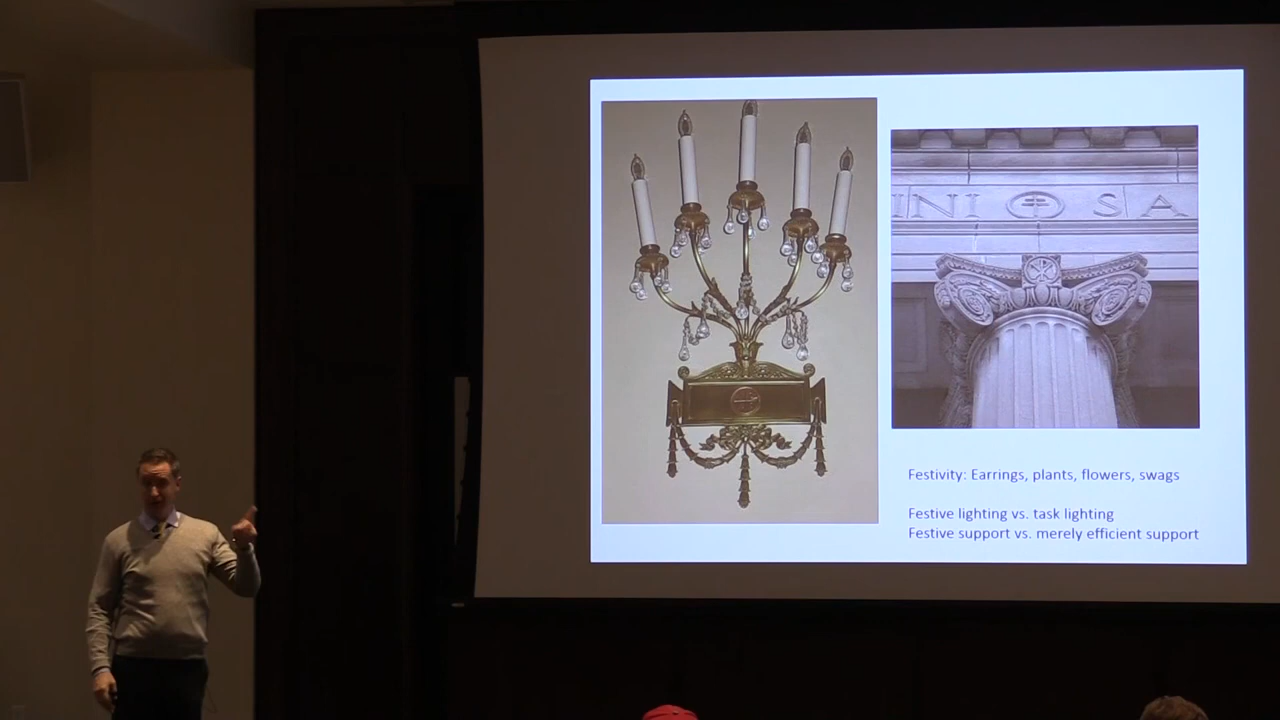 INI SA
Festivity: Earrings, plants, flowers, swags
Festive lighting vs. task lighting
Festive support vs. merely efficient support